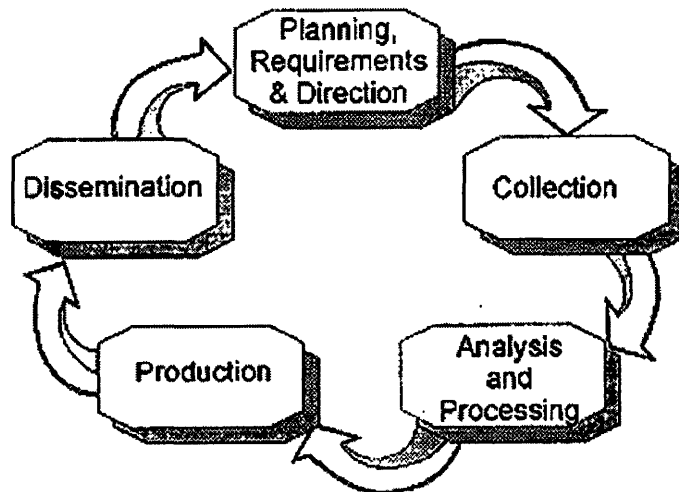 Planning,
Requirements
& Direction
Collection
Analysis
and
Processing
Production
Dissemination